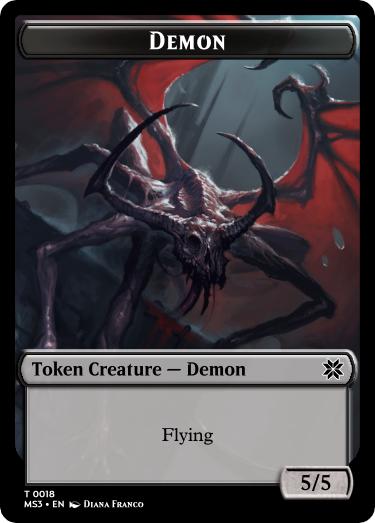 Demon
Token Creature — Demon
Flying
5/5
T 0018
MS3 • EN Diana Franco